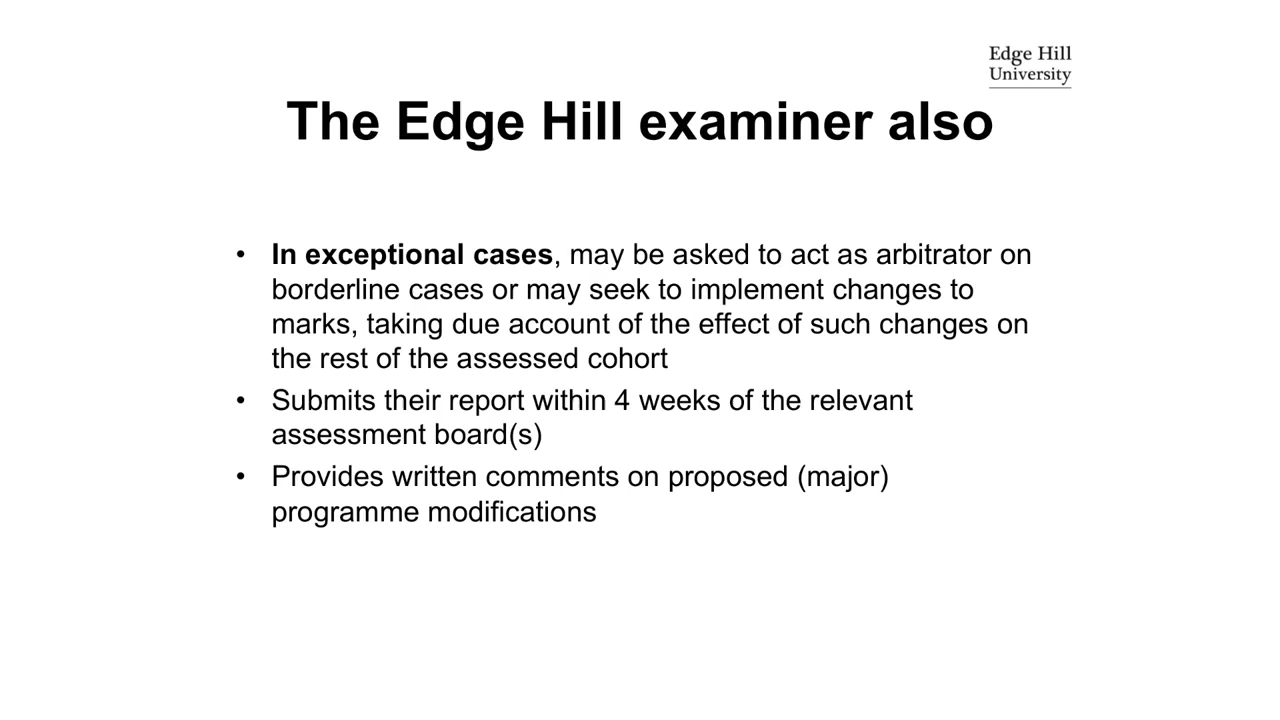 Edge Hill
University
The Edge Hill examiner also
• In exceptional cases, may be asked to act as arbitrator on
borderline cases or may seek to implement changes to
marks, taking due account of the effect of such changes on
the rest of the assessed cohort
• Submits their report within 4 weeks of the relevant
assessment board(s)
• Provides written comments on proposed (major)
programme modifications